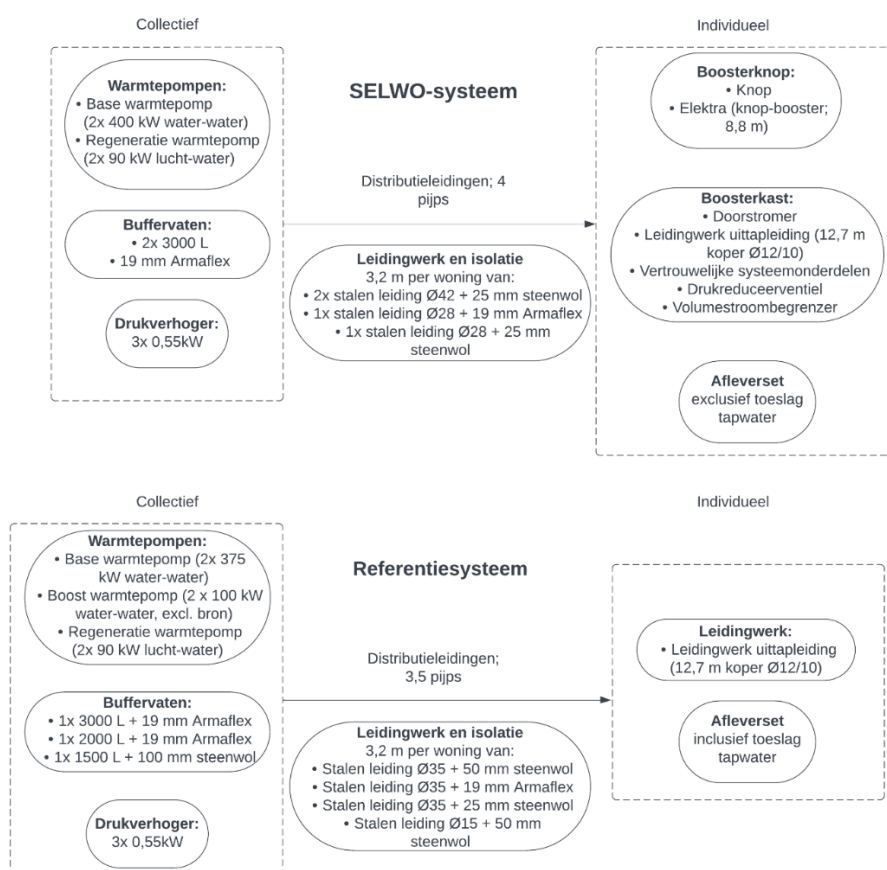 Collectief
Individueel
SELWO-systeem
Warmtepompen:
• Base warmtepomp
(2x 400 kW water-water)
• Regeneratie warmtepomp
(2x 90 kW lucht-water)
Buffervaten:
• 2x 3000 L
• 19 mm Armaflex
Drukverhoger:
3x 0,55kW
Distributieleidingen; 4
pijps
Leidingwerk en isolatie
3,2 m per woning van:
• 2x stalen leiding Ø42 + 25 mm steenwol
• 1x stalen leiding Ø28 + 19 mm Armaflex
• 1x stalen leiding Ø28 + 25 mm
steenwol
Boosterknop:
• Knop
• Elektra (knop-booster;
8,8 m)
Boosterkast:
• Doorstromer
• Leidingwerk uittapleiding (12,7 m
koper Ø12/10)
• Vertrouwelijke systeemonderdelen
• Drukreduceerventiel
• Volumestroombegrenzer
Afleverset
exclusief toeslag
tapwater
Collectief
Individueel
Referentiesysteem
Warmtepompen:
• Base warmtepomp (2x 375
kW water-water)
• Boost warmtepomp (2 x 100 kW
water-water, excl. bron)
• Regeneratie warmtepomp
(2x 90 kW lucht-water)
Buffervaten:
• 1x 3000 L + 19 mm Armaflex
• 1x 2000 L + 19 mm Armaflex
• 1x 1500 L + 100 mm steenwol
Drukverhoger:
3x 0,55kW
Distributieleidingen;
3,5 pijps
Leidingwerk en isolatie
3,2 m per woning van:
• Stalen leiding Ø35 + 50 mm steenwol
• Stalen leiding Ø35 + 19 mm Armaflex
• Stalen leiding Ø35 + 25 mm steenwol
• Stalen leiding Ø15 + 50 mm
steenwol
Leidingwerk:
• Leidingwerk uittapleiding
(12,7 m koper Ø12/10)
Afleverset
inclusief toeslag
tapwater